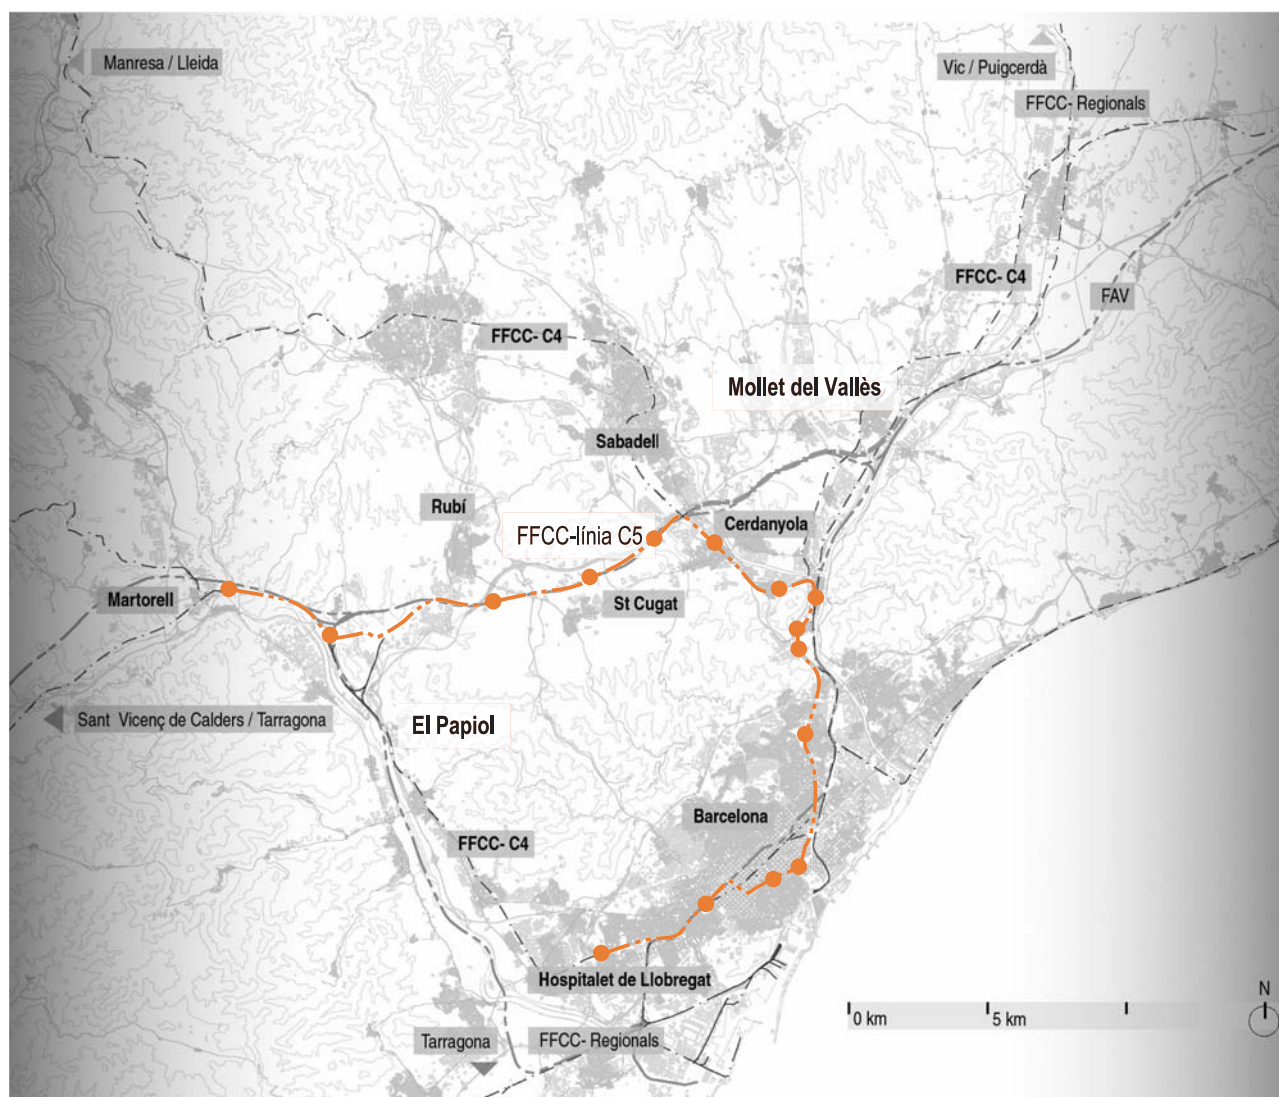 Manresa / Lleida
Vic / Puigcerdà
FFCC- Regionals
FFCC- C4
FAV
FFCC- C4
Mollet del Vallès
Sabadell
Rubí
FFCC-línia C5
Cerdanyola
Martorell
St Cugat
Sant Vicenç de Calders / Tarragona
El Papiol
Barcelona
FFCC- C4
Hospitalet de Llobregat
N
0 km
5 km
Tarragona
FFCC- Regionals